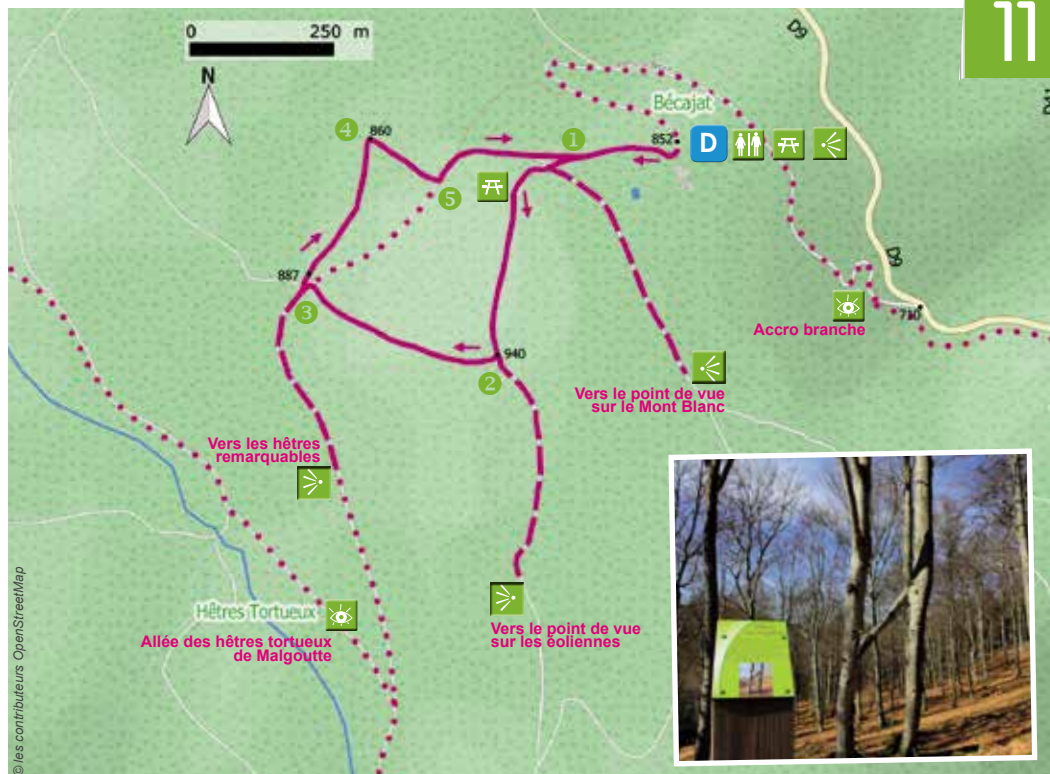 11
0 250 m
N
D9
Bécajat
4
860
1
852
D
5
D9
887
3
710
Accro branche
940
2
Vers le point de vue
sur le Mont Blanc
Vers les hêtres
remarquables
Hêtres Tortueux
Allée des hêtres tortueux
de Malgoutte
Vers le point de vue
sur les éoliennes
© les contributeurs OpenStreetMap